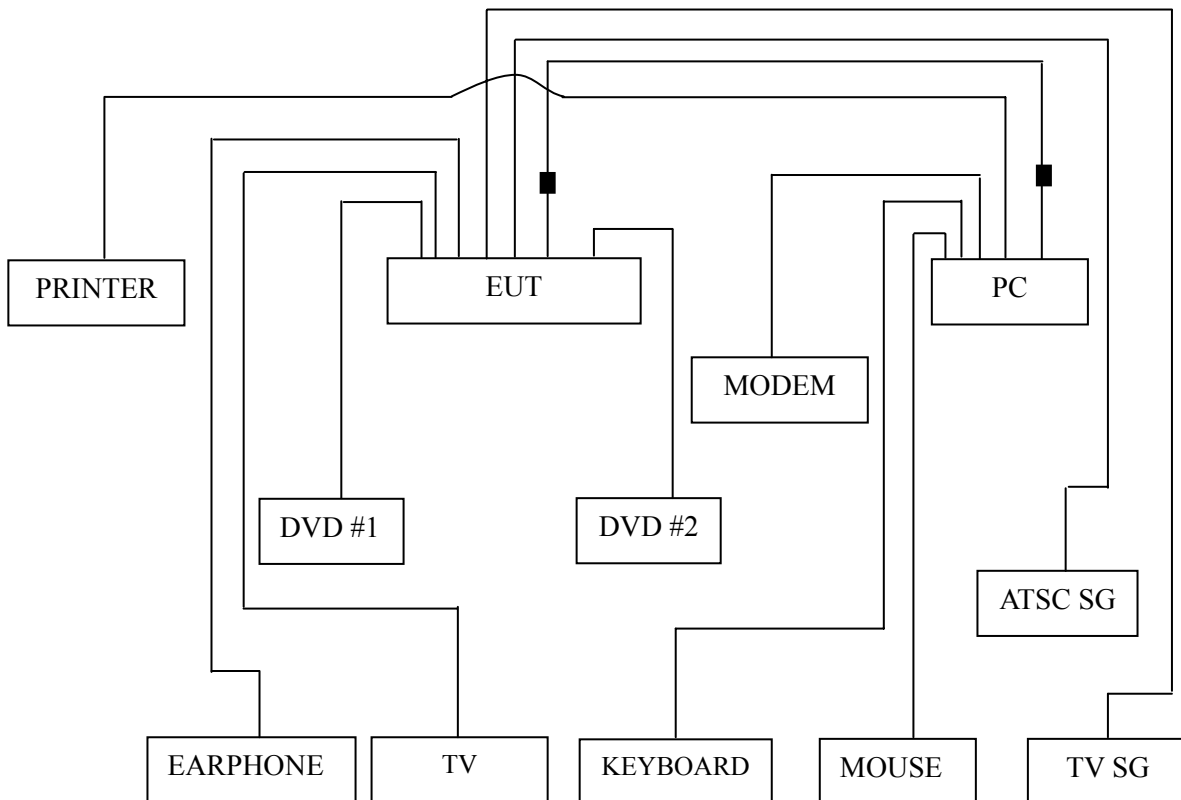 PRINTER
EUT
PC
MODEM
DVD #1
DVD #2
ATSC SG
EARPHONE
TV
KEYBOARD
MOUSE
TV SG